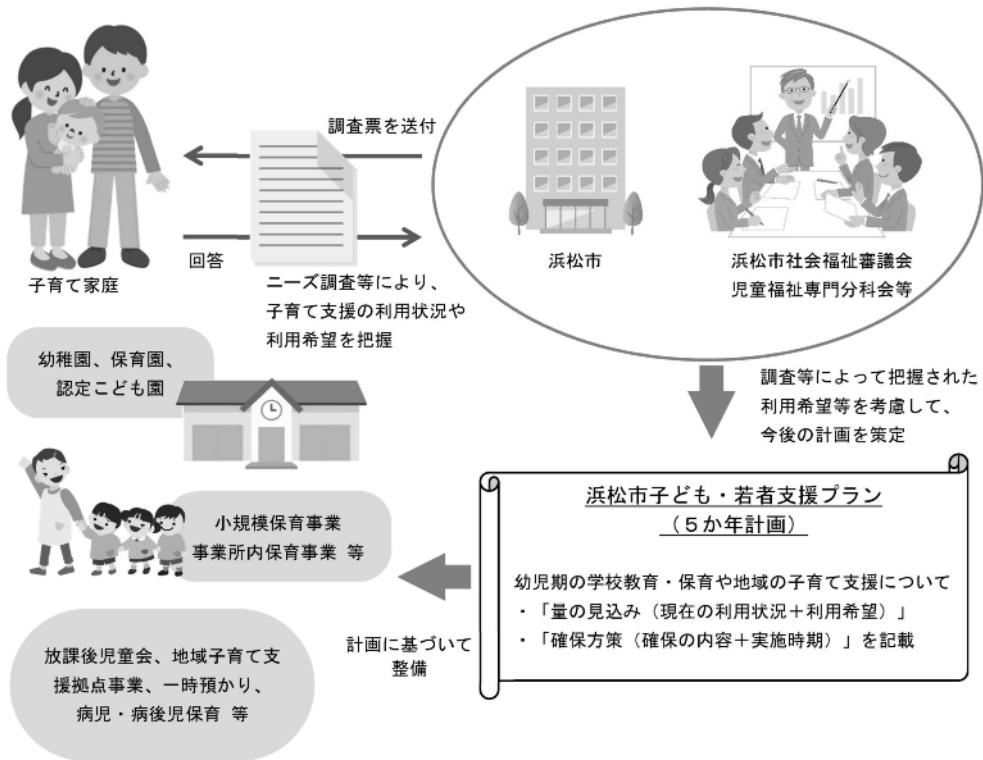 調査票を送付
回答
子育て家庭
ニーズ調査等により、
子育て支援の利用状況や
利用希望を把握
浜松市
浜松市社会福祉審議会
児童福祉専門分科会等
調査等によって把握された
利用希望等を考慮して、
今後の計画を策定
浜松市子ども・若者支援プラン
（５か年計画）
幼児期の学校教育・保育や地域の子育て支援について
・「量の見込み（現在の利用状況＋利用希望）」
・「確保方策（確保の内容＋実施時期）」を記載
計画に基づいて
整備
幼稚園、保育園、
認定こども園
小規模保育事業
事業所内保育事業 等
放課後児童会、地域子育て支
援拠点事業、一時預かり、
病児・病後児保育 等